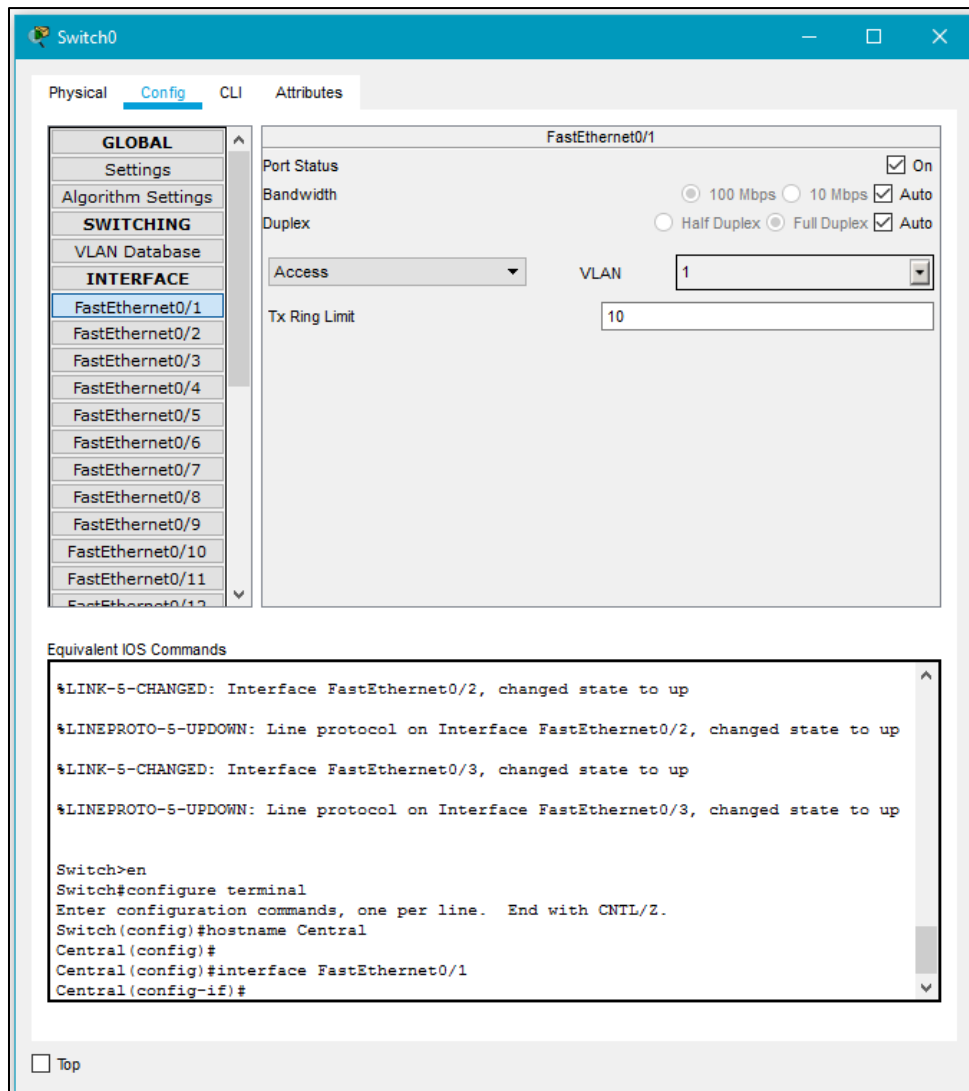 Switch0
Physical Config CLI Attributes
GLOBAL
Settings
Algorithm Settings
SWITCHING
VLAN Database
INTERFACE
FastEthernet0/1
FastEthernet0/2
FastEthernet0/3
FastEthernet0/4
FastEthernet0/5
FastEthernet0/6
FastEthernet0/7
FastEthernet0/8
FastEthernet0/9
FastEthernet0/10
FastEthernet0/11
FastEthernet0/12
FastEthernet0/1
Port Status On
Bandwidth 100 Mbps 10 Mbps Auto
Duplex Half Duplex Full Duplex Auto
Access VLAN 1
Tx Ring Limit 10
Equivalent IOS Commands
%LINK-5-CHANGED: Interface FastEthernet0/2, changed state to up
%LINEPROTO-5-UPDOWN: Line protocol on Interface FastEthernet0/2, changed state to up
%LINK-5-CHANGED: Interface FastEthernet0/3, changed state to up
%LINEPROTO-5-UPDOWN: Line protocol on Interface FastEthernet0/3, changed state to up
Switch>en
Switch#configure terminal
Enter configuration commands, one per line.  End with CNTL/Z.
Switch(config)#hostname Central
Central(config)#
Central(config)#interface FastEthernet0/1
Central(config-if)#
Top